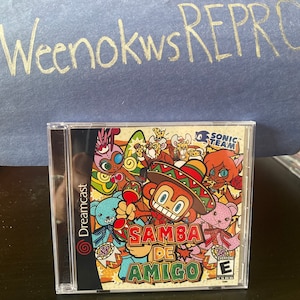 WeenokwsREPRO
SONIC
TEAM
Dreamcast
SAMBA
DE
AMIGO
E